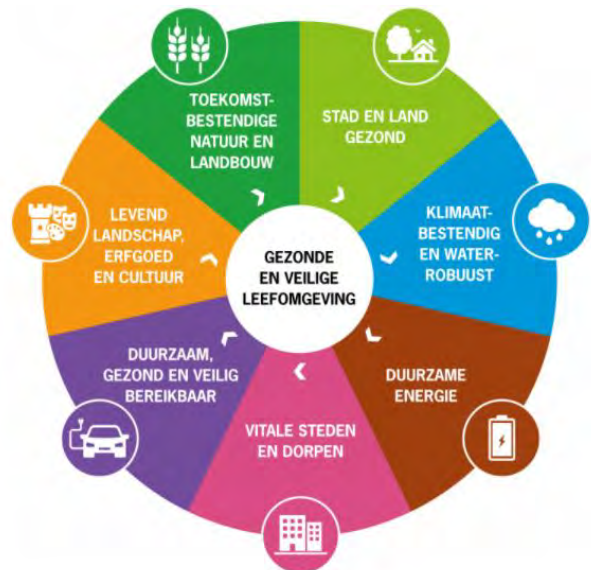 TOEKOMST-
BESTENDIGE
NATUUR EN
LANDBOUW
STAD EN LAND
GEZOND
KLIMAAT-
BESTENDIG
EN WATER-
ROBUUST
DUURZAME
ENERGIE
VITALE STEDEN
EN DORPEN
DUURZAAM,
GEZOND EN VEILIG
BEREIKBAAR
LEVEND
LANDSCHAP,
ERFGOED
EN CULTUUR
GEZONDE
EN VEILIGE
LEEFOMGEVING